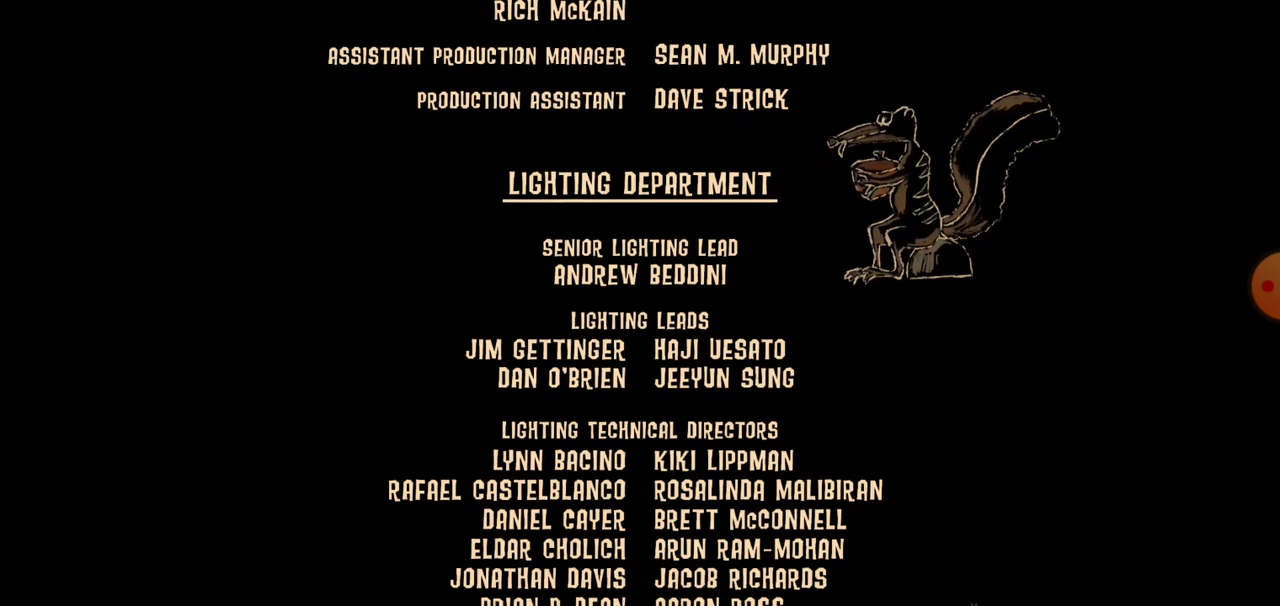 RICH McKAIN
ASSISTANT PRODUCTION MANAGER SEAN M. MURPHY
PRODUCTION ASSISTANT DAVE STRICK
LIGHTING DEPARTMENT
SENIOR LIGHTING LEAD
ANDREW BEDDINI
LIGHTING LEADS
JIM GETTINGER HAJI UESATO
DAN O'BRIEN JEEYUN SUNG
LIGHTING TECHNICAL DIRECTORS
LYNN BACINO KIKI LIPPMAN
RAFAEL CASTELBLANCO ROSALINDA MALIBIRAN
DANIEL CAYER BRETT McCONNELL
ELDAR CHOLICH ARUN RAM-MOHAN
JONATHAN DAVIS JACOB RICHARDS